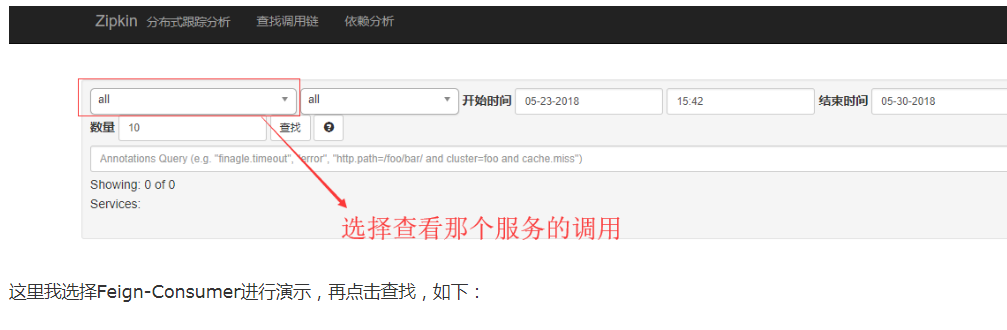 Zipkin 分布式跟踪分析 查找调用链 依赖分析
all all 开始时间 05-23-2018 15:42 结束时间 05-30-2018
数量 10 查找
Annotations Query (e.g. "finagle.timeout", "error", "http.path=/foo/bar/ and cluster=foo and cache.miss")
Showing: 0 of 0
Services:
选择查看那个服务的调用
这里我选择Feign-Consumer进行演示，再点击查找，如下：